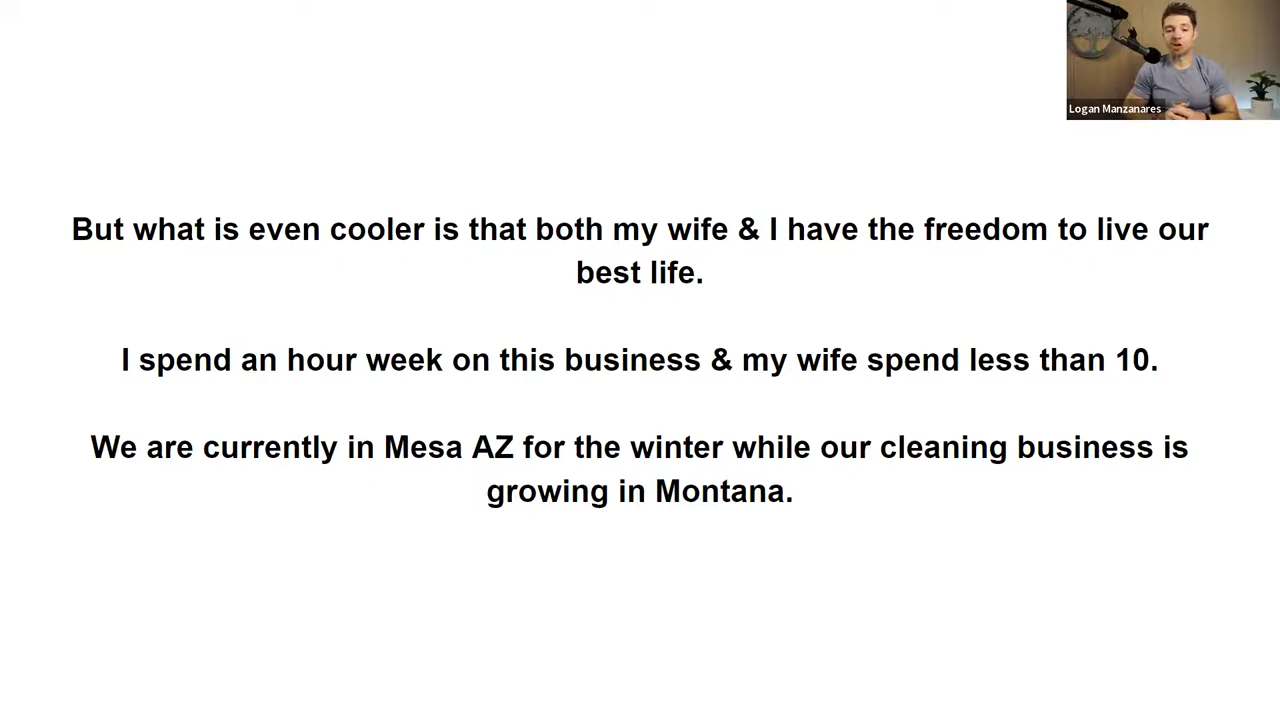 Logan Manzanares
But what is even cooler is that both my wife & I have the freedom to live our
best life.
I spend an hour week on this business & my wife spend less than 10.
We are currently in Mesa AZ for the winter while our cleaning business is
growing in Montana.